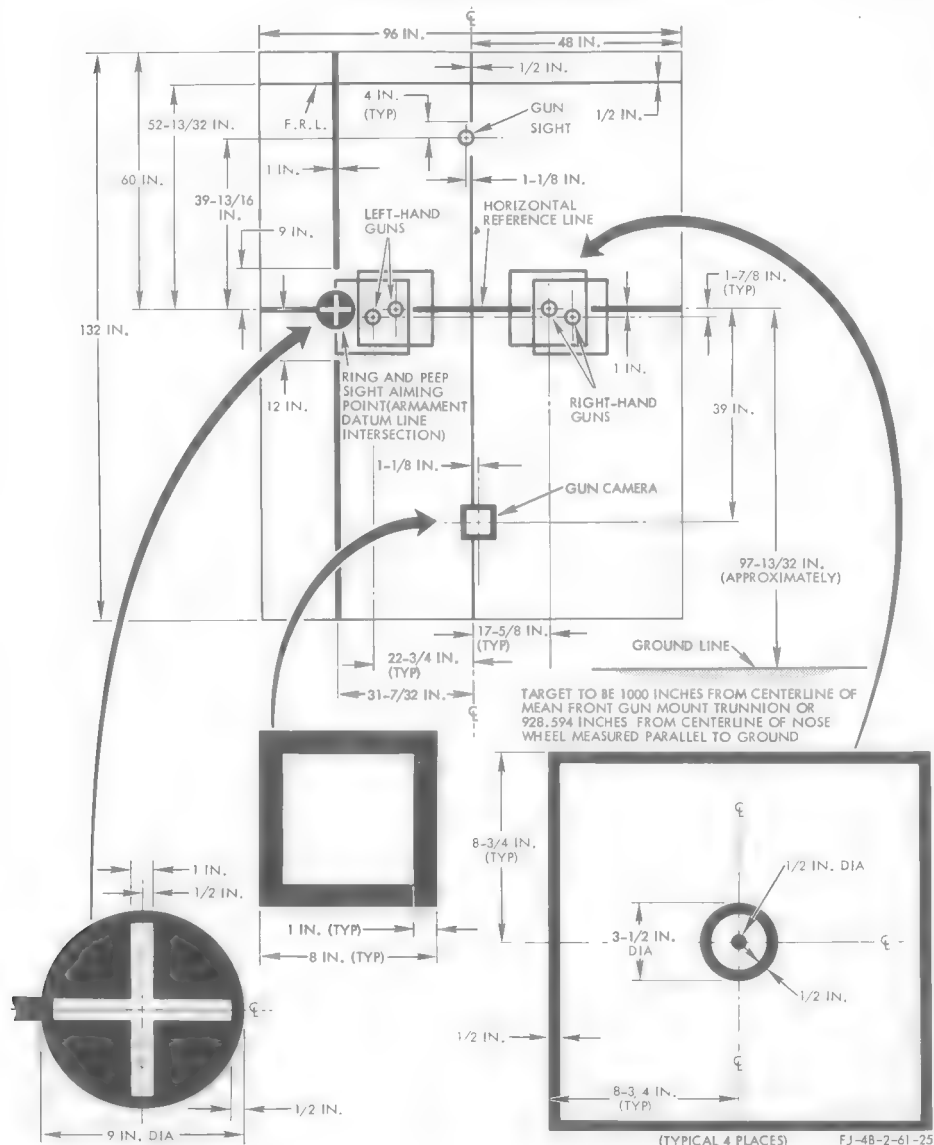 ℄
96 IN.
48 IN.
1/2 IN.
4 IN.
(TYP)
GUN
SIGHT
1/2 IN.
52-13/32 IN.
F.R.L.
60 IN.
1 IN.
1-1/8 IN.
39-13/16
IN.
LEFT-HAND
GUNS
HORIZONTAL
REFERENCE LINE
9 IN.
1-7/8 IN.
(TYP)
132 IN.
1 IN.
RING AND PEEP
SIGHT AIMING
POINT(ARMAMENT
DATUM LINE
INTERSECTION)
12 IN.
RIGHT-HAND
GUNS
39 IN.
1-1/8 IN.
GUN CAMERA
97-13/32 IN.
(APPROXIMATELY)
17-5/8 IN.
(TYP)
22-3/4 IN.
(TYP)
GROUND LINE
31-7/32 IN.
℄
TARGET TO BE 1000 INCHES FROM CENTERLINE OF
MEAN FRONT GUN MOUNT TRUNNION OR
928.594 INCHES FROM CENTERLINE OF NOSE
WHEEL MEASURED PARALLEL TO GROUND
8-3/4 IN.
(TYP)
℄
1/2 IN. DIA
1 IN.
1/2 IN.
1 IN. (TYP)
8 IN. (TYP)
3-1/2 IN.
DIA
℄
1/2 IN.
℄
1/2 IN.
℄
8-3/4 IN.
(TYP)
1/2 IN.
9 IN. DIA
(TYPICAL 4 PLACES)
FJ-4B-2-61-25